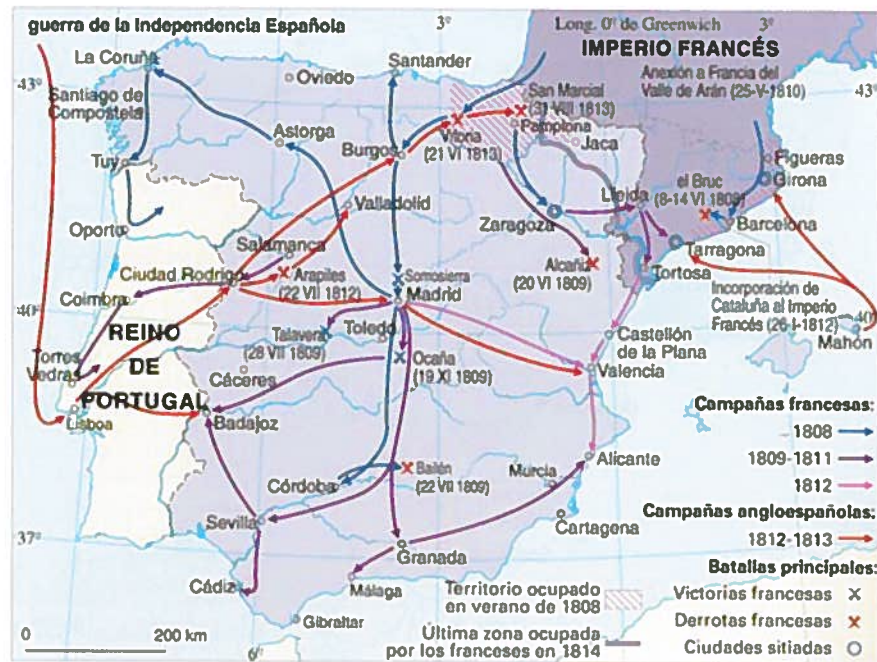 guerra de la Independencia Española
3º
Long. 0º de Greenwich
3º
IMPERIO FRANCÉS
La Coruña
Santander
Oviedo
43º
43º
Anexión a Francia del
Valle de Arán (25-V-1810)
San Marcial
(31 VIII 1813)
Santiago de
Compostela
Astorga
Burgos
Vitoria
(21 VI 1813)
Pamplona
Jaca
Figueras
Girona
Tuy
Valladolid
Zaragoza
Lleida
el Bruc
(8-14 VI 1808)
Barcelona
Oporto
Salamanca
Tarragona
Ciudad Rodrigo
Arapiles
(22 VII 1812)
Somosierra
Madrid
Alcañiz
(20 VI 1809)
Tortosa
Coimbra
Incorporación de
Cataluña al Imperio
Francés (26-I-1812)
40º
40º
Mahón
REINO
DE
PORTUGAL
Talavera
(28 VII 1809)
Toledo
Castellón
de la Plana
Torres
Vedras
Cáceres
Ocaña
(19 XI 1809)
Valencia
Lisboa
Badajoz
Campañas francesas:
1808
1809-1811
1812
Campañas angloespañolas:
1812-1813
Batallas principales:
Victorias francesas
Derrotas francesas
Ciudades sitiadas
Córdoba
Bailén
(22 VII 1809)
Murcia
Alicante
Cartagena
37º
37º
Sevilla
Granada
Cádiz
Málaga
Gibraltar
Territorio ocupado
en verano de 1808
Última zona ocupada
por los franceses en 1814
0
200 km
6º